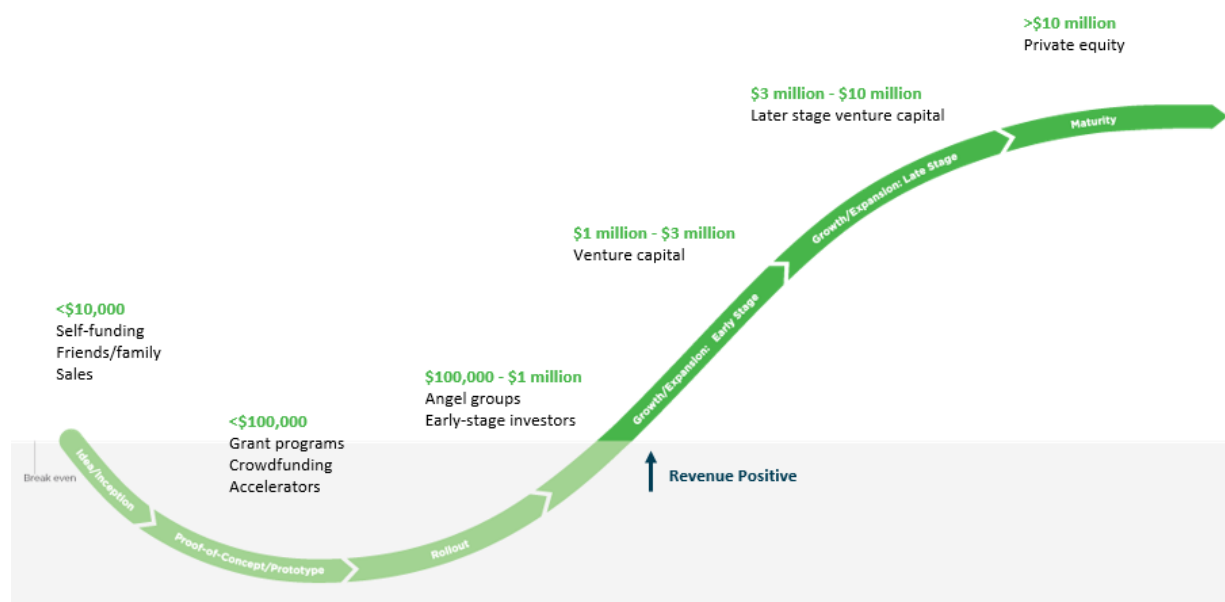 >$10 million
Private equity
$3 million - $10 million
Later stage venture capital
Maturity
Growth/Expansion: Late Stage
$1 million - $3 million
Venture capital
Growth/Expansion: Early Stage
<$10,000
Self-funding
Friends/family
Sales
$100,000 - $1 million
Angel groups
Early-stage investors
<$100,000
Grant programs
Crowdfunding
Accelerators
Break even
Idea/Inception
Revenue Positive
Proof-of-Concept/Prototype
Rollout